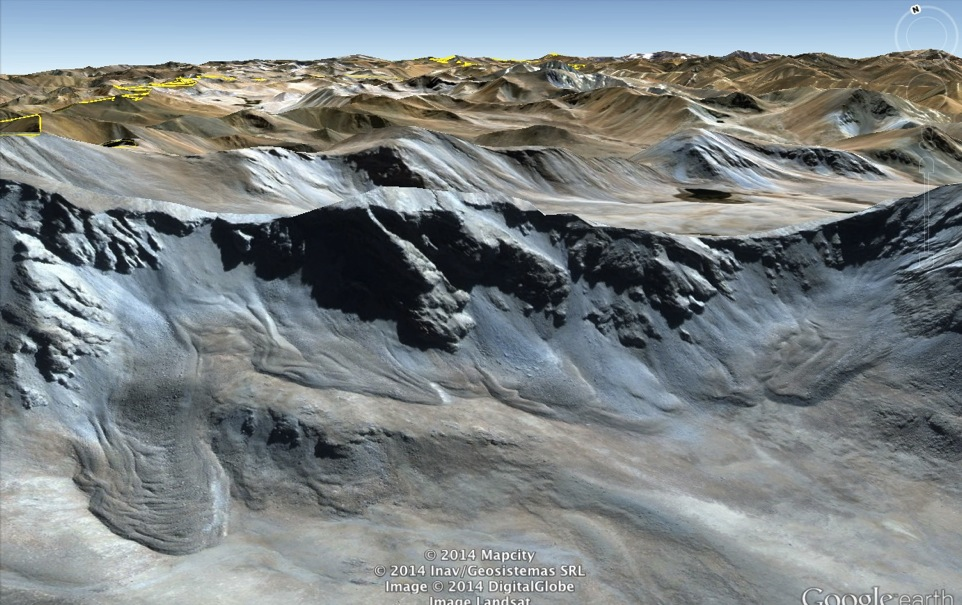 N
© 2014 Mapcity
© 2014 Inav/Geosistemas SRL
Image © 2014 DigitalGlobe
Image Landsat
Google earth